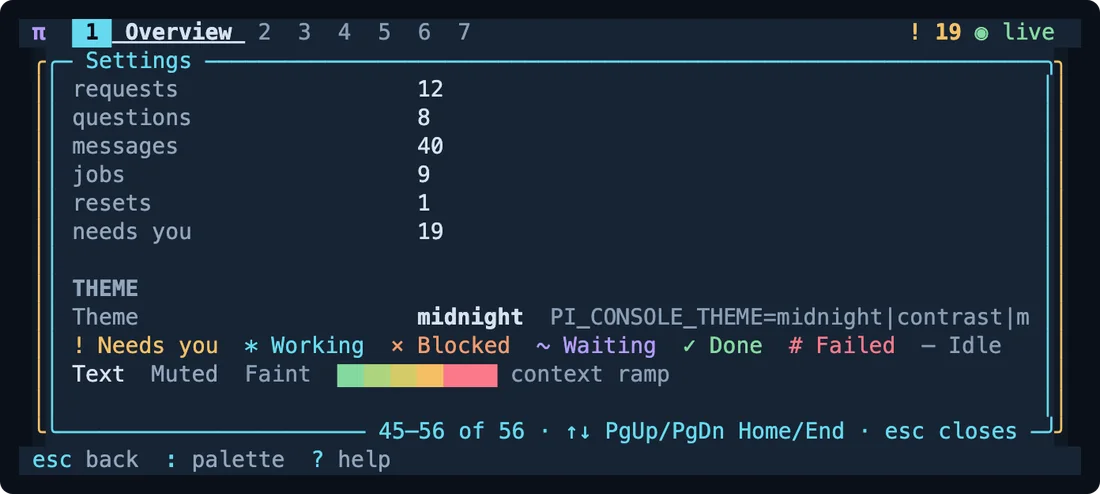 π 1 Overview 2 3 4 5 6 7 ! 19 ◉ live
Settings
requests 12
questions 8
messages 40
jobs 9
resets 1
needs you 19
THEME
Theme midnight PI_CONSOLE_THEME=midnight|contrast|m
! Needs you * Working × Blocked ~ Waiting ✓ Done # Failed — Idle
Text Muted Faint context ramp
45—56 of 56 · ↑↓ PgUp/PgDn Home/End · esc closes
esc back : palette ? help